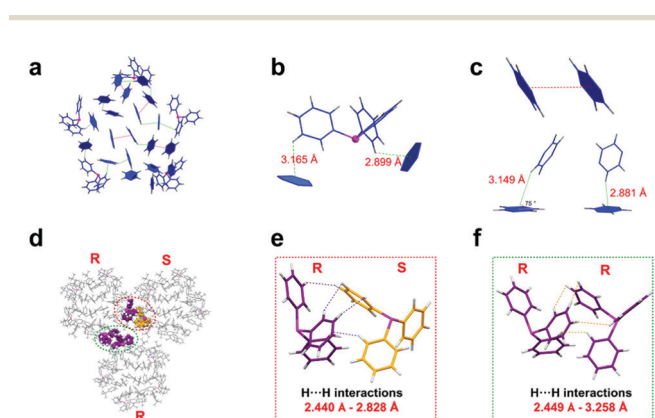 a
b
c
3.165 Å
2.899 Å
3.149 Å
75 °
2.881 Å
d
R
S
R
e
R
S
H···H interactions
2.440 Å - 2.828 Å
f
R
R
H···H interactions
2.449 Å - 3.258 Å